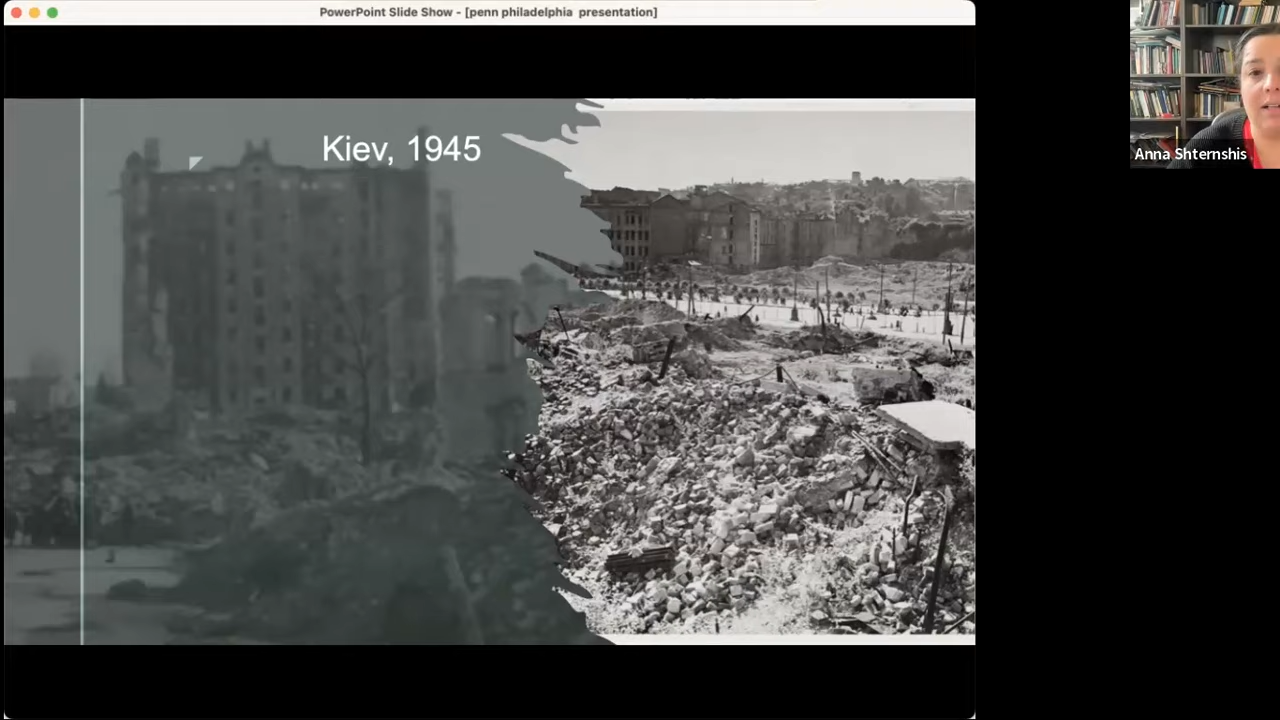 PowerPoint Slide Show - [penn philadelphia  presentation]
Kiev, 1945
Anna Shternshis